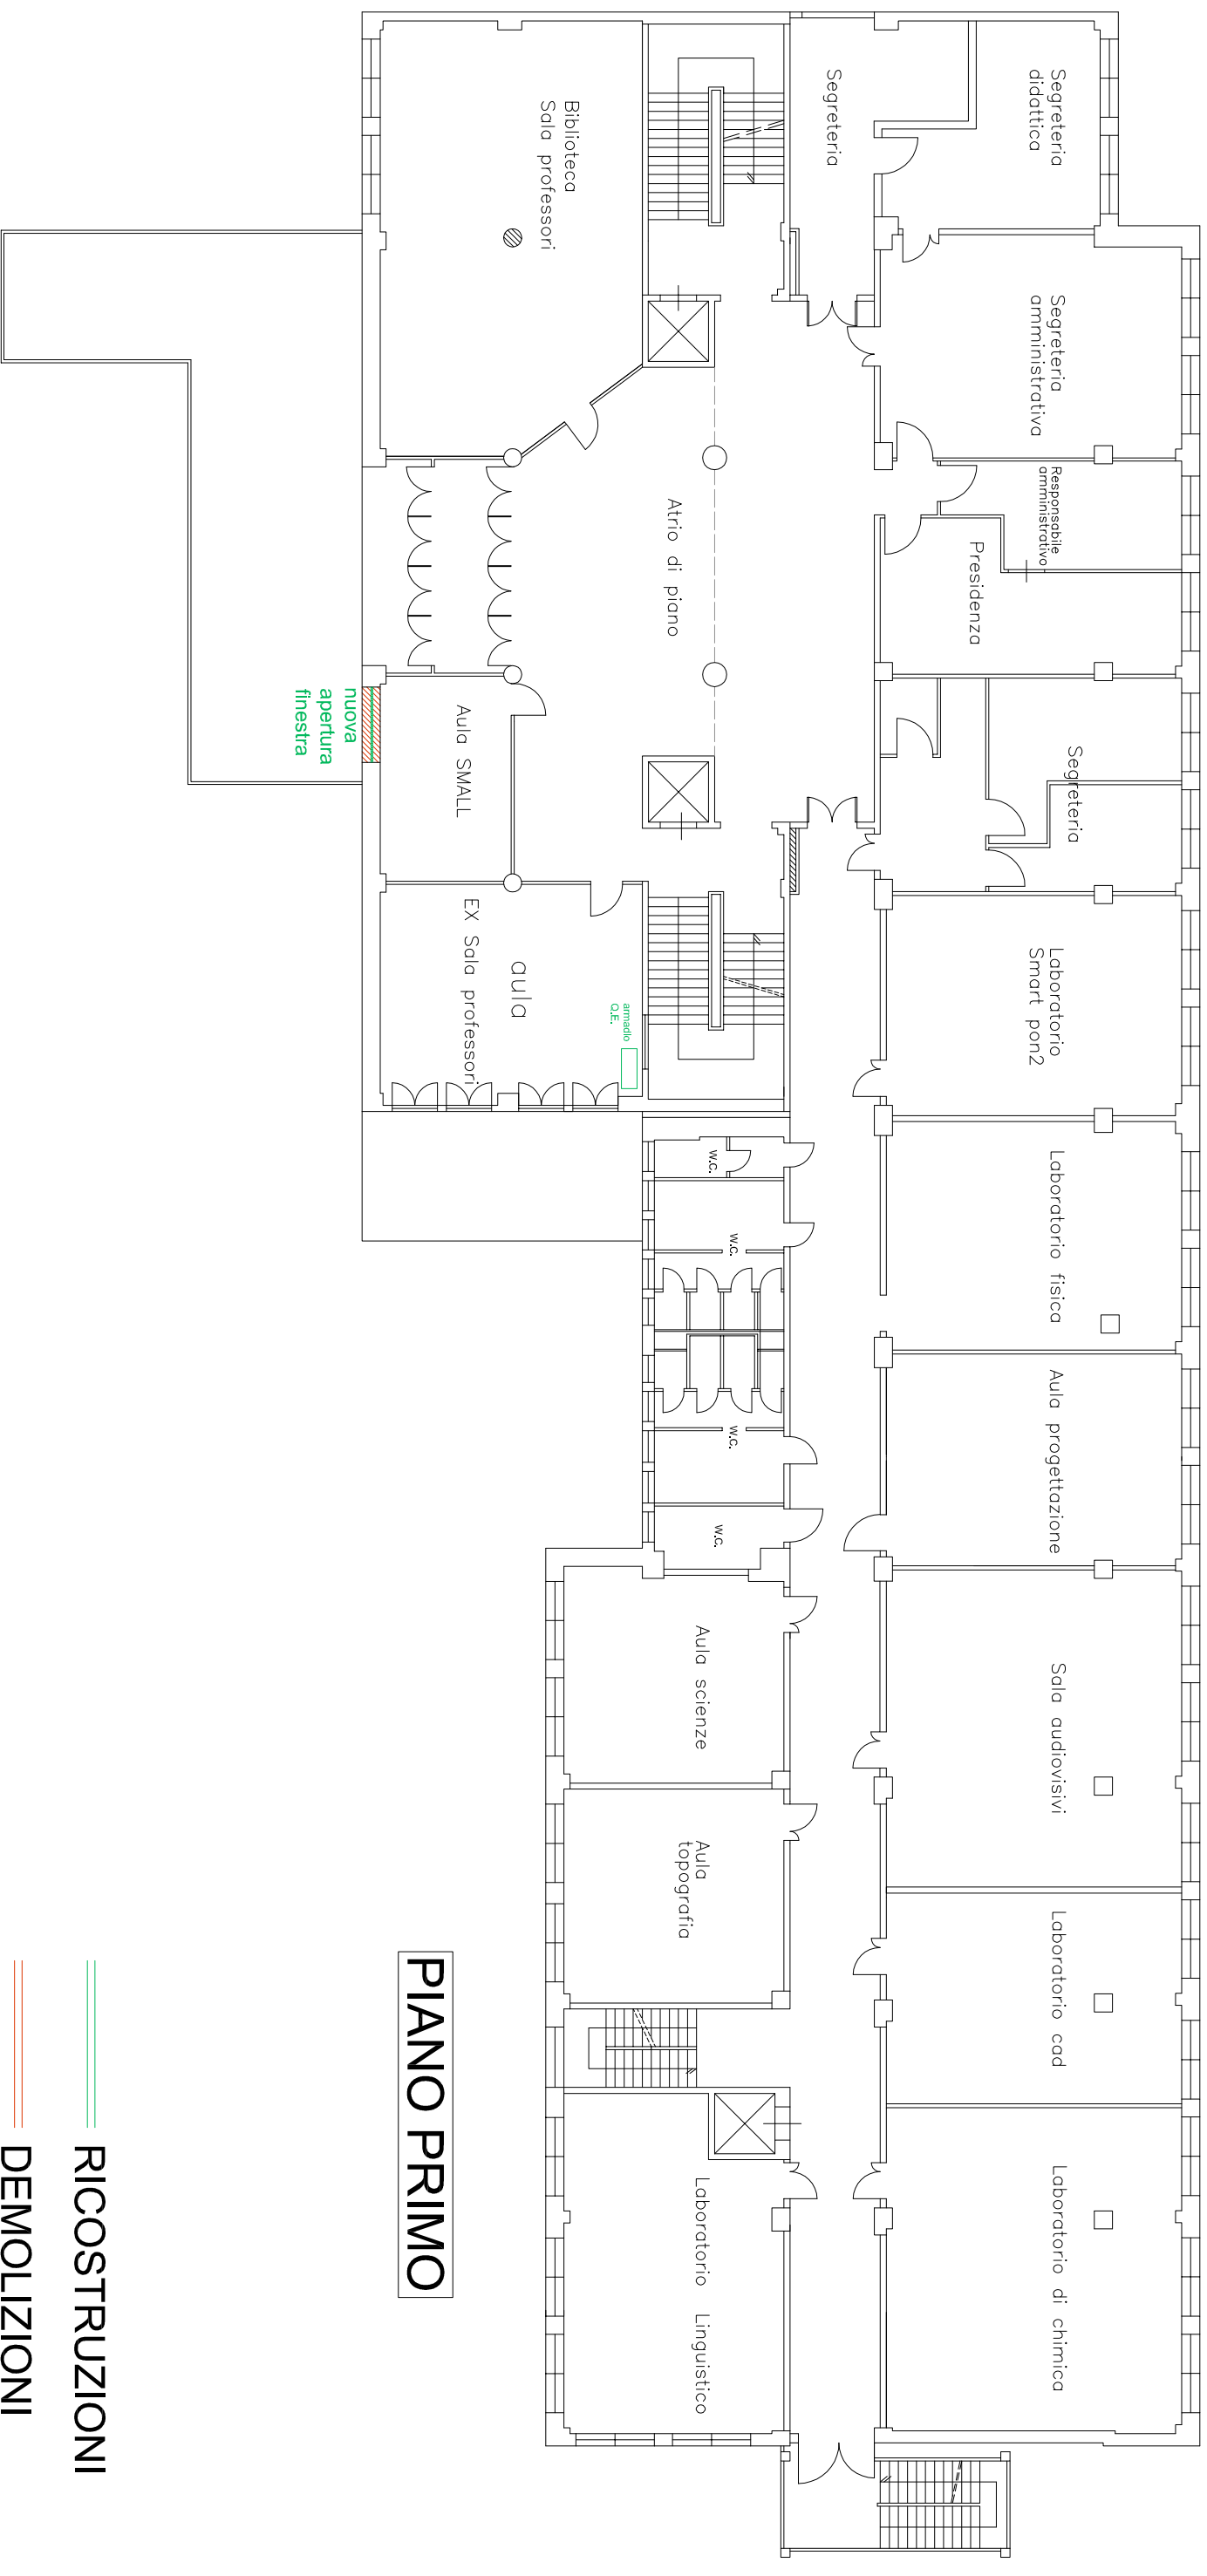 Segreteria
didattica
Segreteria
amministrativa
Responsabile
amministrativo
Presidenza
Segreteria
Laboratorio
Smart pon2
Laboratorio fisica
Aula progettazione
Sala audiovisivi
Laboratorio cad
Laboratorio di chimica
Segreteria
Biblioteca
Sala professori
Atrio di piano
Aula SMALL
nuova
apertura
finestra
aula
EX Sala professori
armadio
Q.E.
w.c.
w.c.
w.c.
w.c.
Aula scienze
Aula
topografia
Laboratorio Linguistico
PIANO PRIMO
RICOSTRUZIONI
DEMOLIZIONI